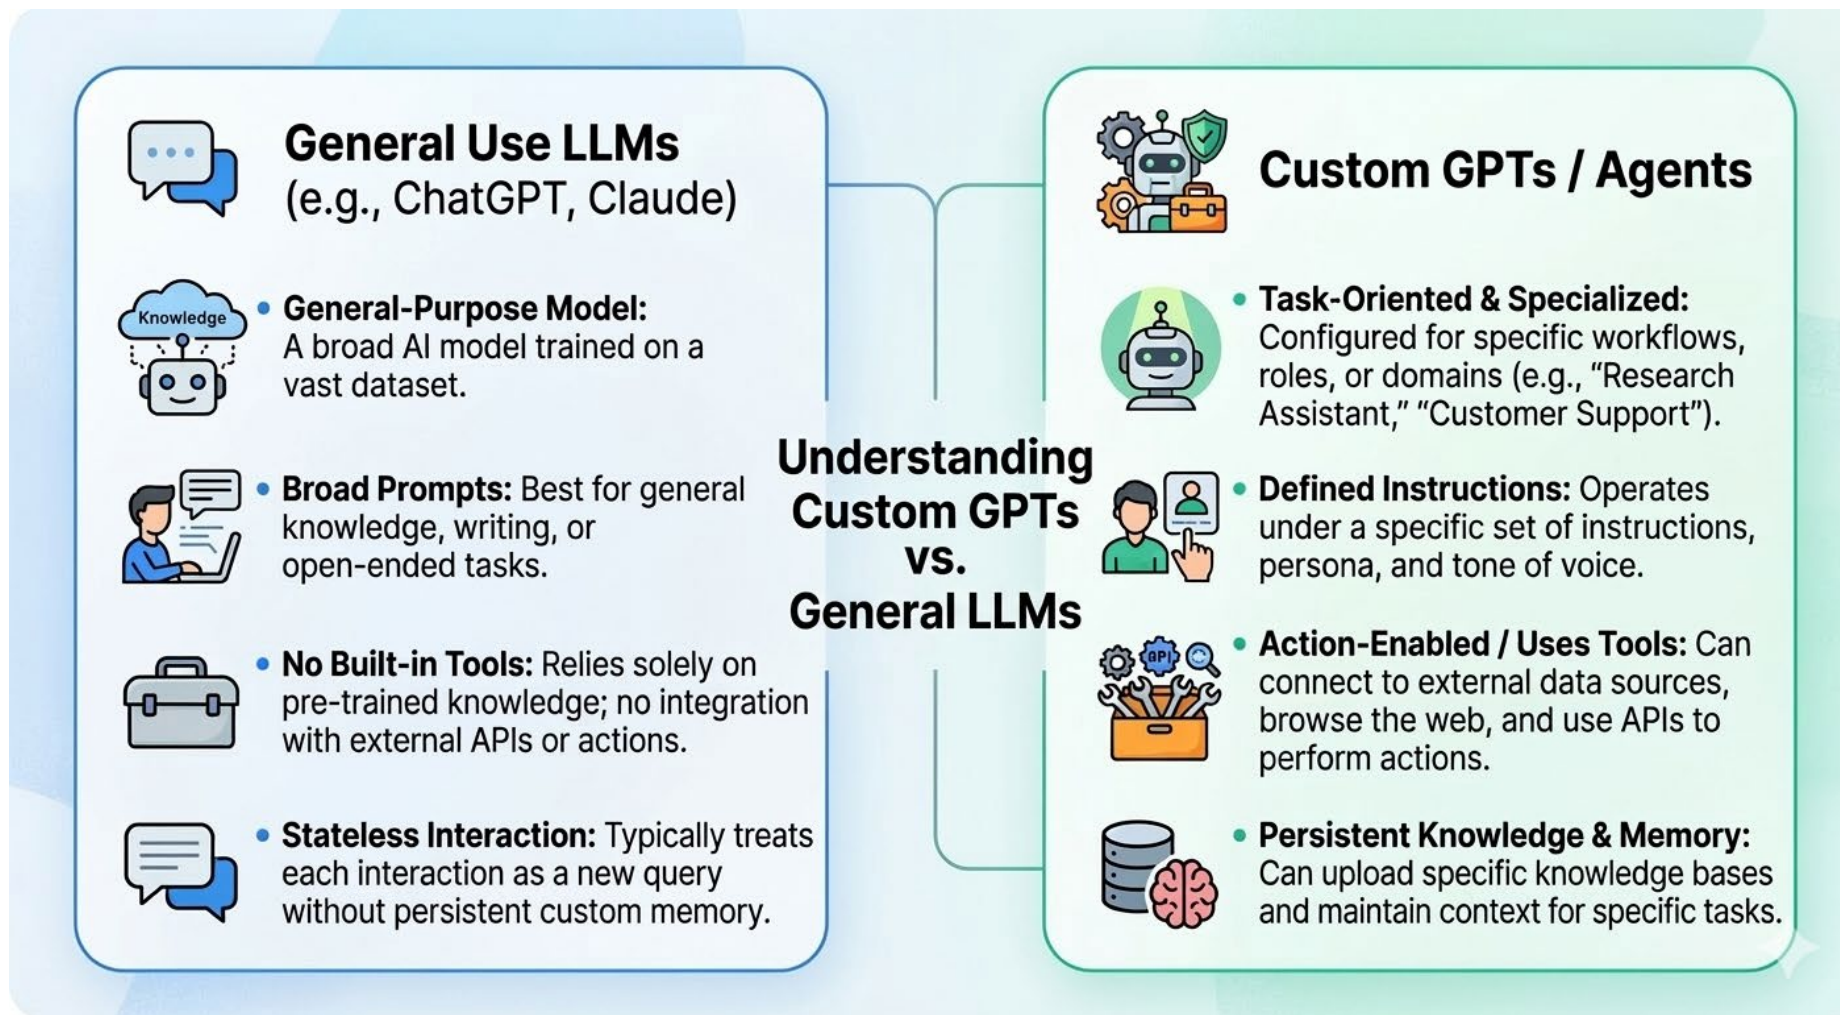 General Use LLMs
(e.g., ChatGPT, Claude)
Knowledge
General-Purpose Model:
A broad AI model trained on a
vast dataset.
Broad Prompts: Best for general
knowledge, writing, or
open-ended tasks.
No Built-in Tools: Relies solely on
pre-trained knowledge; no integration
with external APIs or actions.
Stateless Interaction: Typically treats
each interaction as a new query
without persistent custom memory.
Understanding
Custom GPTs
vs.
General LLMs
Custom GPTs / Agents
Task-Oriented & Specialized:
Configured for specific workflows,
roles, or domains (e.g., “Research
Assistant,” “Customer Support”).
Defined Instructions: Operates
under a specific set of instructions,
persona, and tone of voice.
GPI
Action-Enabled / Uses Tools: Can
connect to external data sources,
browse the web, and use APIs to
perform actions.
Persistent Knowledge & Memory:
Can upload specific knowledge bases
and maintain context for specific tasks.